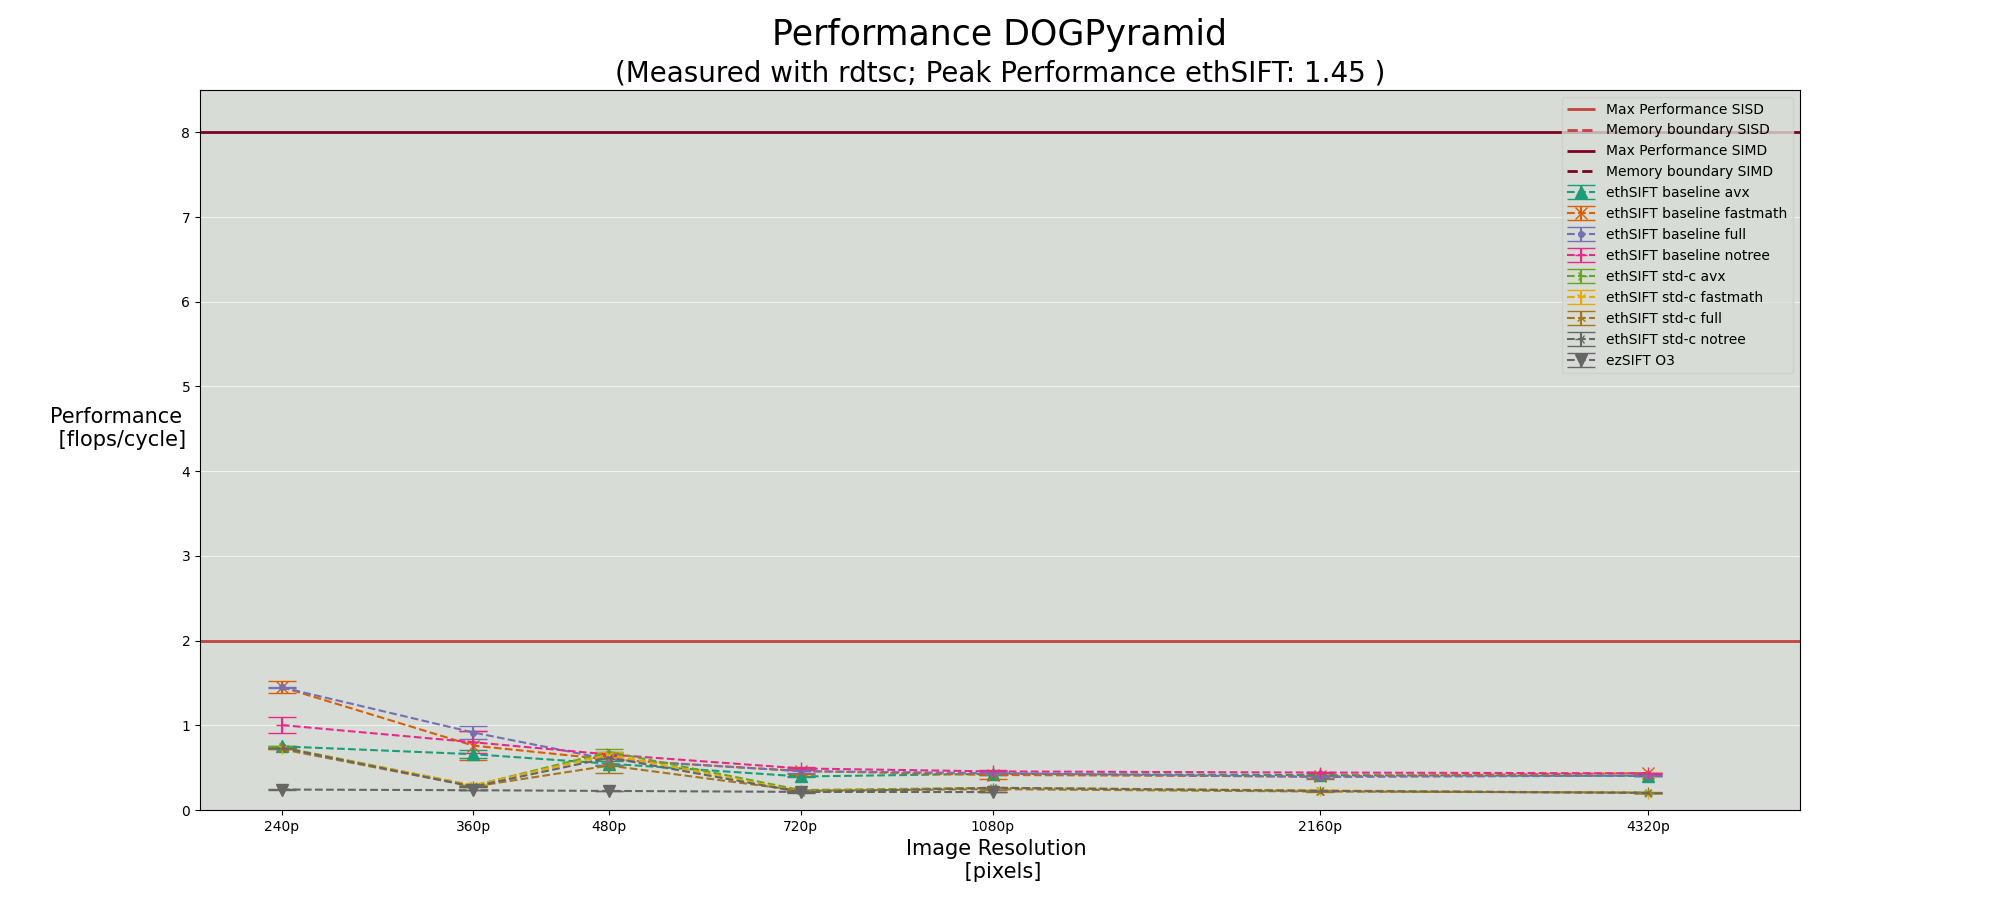 Performance DOGPyramid
(Measured with rdtsc; Peak Performance ethSIFT: 1.45 )
Max Performance SISD
Memory boundary SISD
Max Performance SIMD
Memory boundary SIMD
ethSIFT baseline avx
ethSIFT baseline fastmath
ethSIFT baseline full
ethSIFT baseline notree
ethSIFT std-c avx
ethSIFT std-c fastmath
ethSIFT std-c full
ethSIFT std-c notree
ezSIFT O3
8
7
6
5
4
3
2
1
0
Performance
[flops/cycle]
240p 360p 480p 720p 1080p 2160p 4320p
Image Resolution
[pixels]